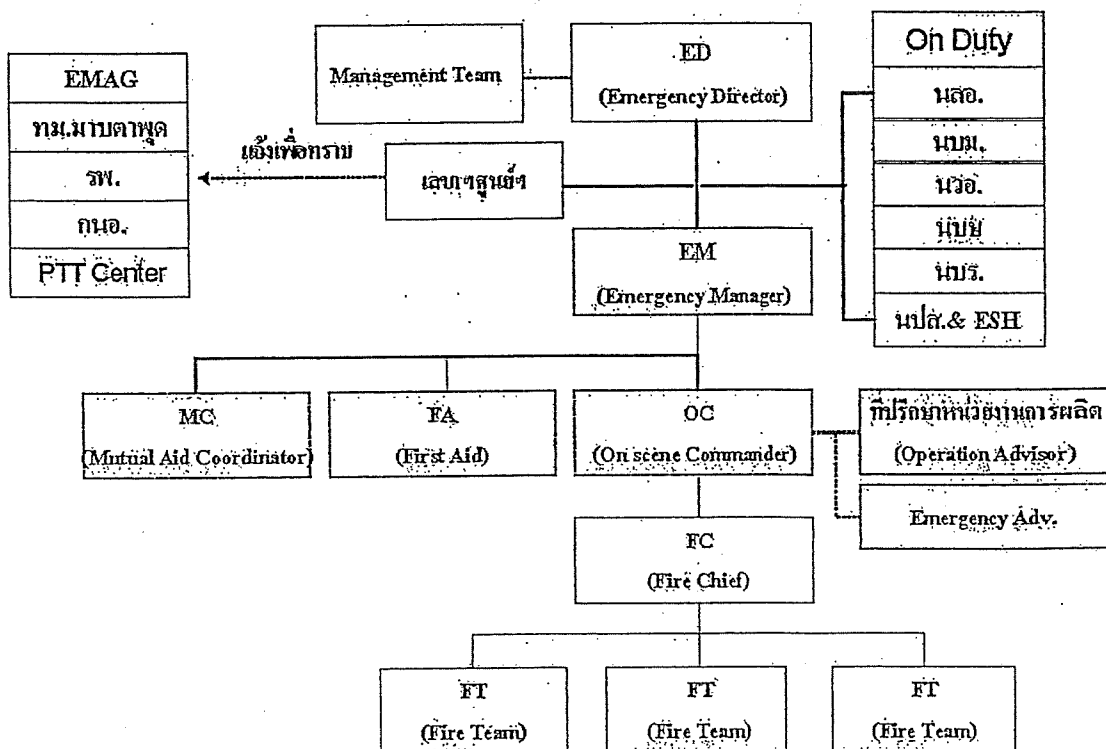 EMAG
ทม.มาบตาพุด
รพ.
กนอ.
PTT Center
แจ้งเพื่อทราบ
Management Team
ED
(Emergency Director)
เลขาฯศูนย์ฯ
EM
(Emergency Manager)
On Duty
นสอ.
นบม.
นวอ.
นบย
นบร.
นปส.& ESH
MC
(Mutual Aid Coordinator)
FA
(First Aid)
OC
(On scene Commander)
ที่ปรึกษาหน่วยงานการผลิต
(Operation Advisor)
Emergency Adv.
FC
(Fire Chief)
FT
(Fire Team)
FT
(Fire Team)
FT
(Fire Team)